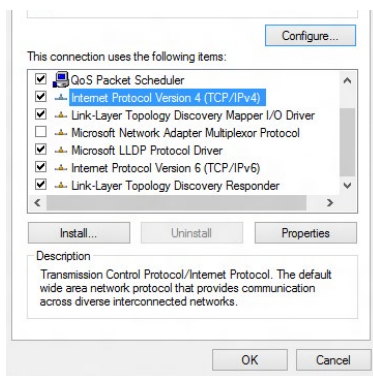 Configure...
This connection uses the following items:
QoS Packet Scheduler
Internet Protocol Version 4 (TCP/IPv4)
Link-Layer Topology Discovery Mapper I/O Driver
Microsoft Network Adapter Multiplexor Protocol
Microsoft LLDP Protocol Driver
Internet Protocol Version 6 (TCP/IPv6)
Link-Layer Topology Discovery Responder
Install... Uninstall Properties
Description
Transmission Control Protocol/Internet Protocol. The default
wide area network protocol that provides communication
across diverse interconnected networks.
OK Cancel